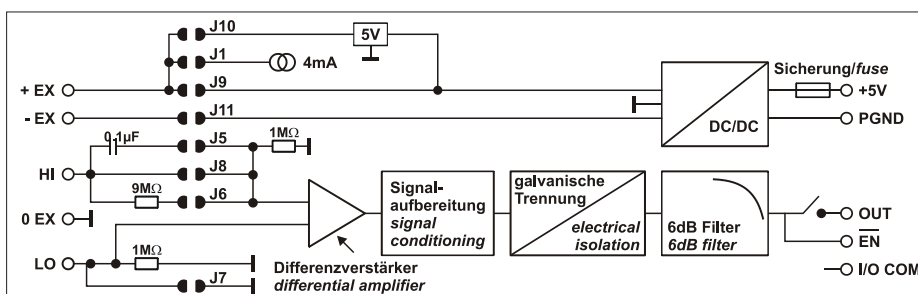 J10
5V
J1
4mA
J9
+ EX
Sicherung/fuse
+5V
J11
- EX
DC/DC
PGND
0.1µF
J5
1MΩ
HI
J8
9MΩ
J6
0 EX
Signal-
aufbereitung
signal
conditioning
galvanische
Trennung
electrical
isolation
6dB Filter
6dB filter
OUT
EN
LO
1MΩ
J7
Differenzverstärker
differential amplifier
I/O COM